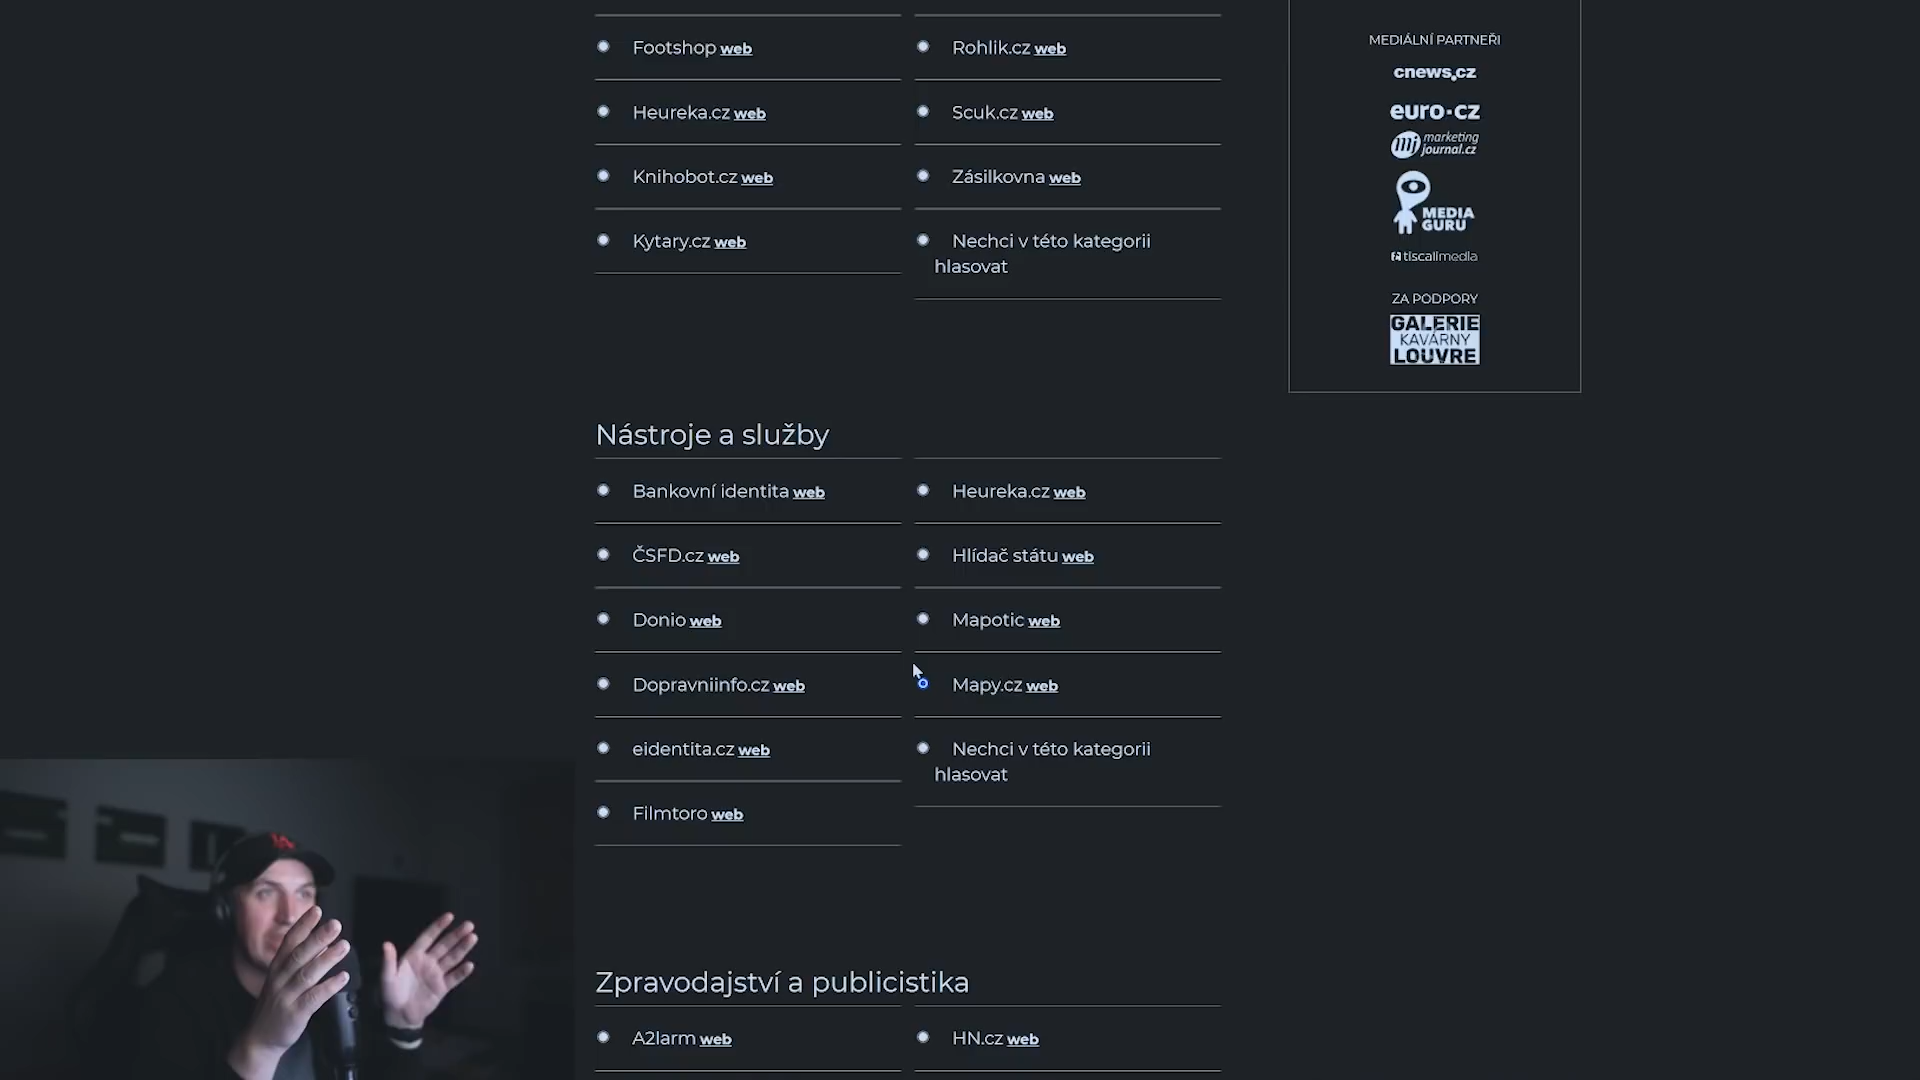 Footshop web
Heureka.cz web
Knihobot.cz web
Kytary.cz web
Rohlik.cz web
Scuk.cz web
Zásilkovna web
Nechci v této kategorii
hlasovat
MEDIÁLNÍ PARTNEŘI
cnews.cz
euro·cz
mj marketing
journal.cz
MEDIA
GURU
tiscalimedia
ZA PODPORY
GALERIE
KAVÁRNY
LOUVRE
Nástroje a služby
Bankovní identita web
ČSFD.cz web
Donio web
Dopravniinfo.cz web
eidentita.cz web
Filmtoro web
Heureka.cz web
Hlídač státu web
Mapotic web
Mapy.cz web
Nechci v této kategorii
hlasovat
Zpravodajství a publicistika
A2larm web
HN.cz web